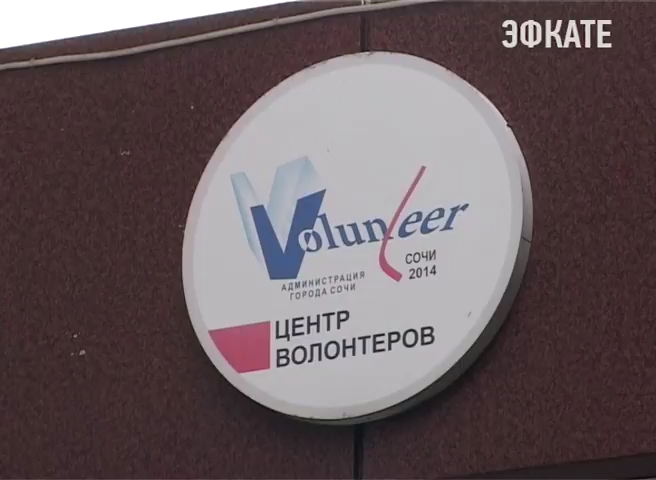 ЭФКАТЕ
Volunteer
СОЧИ
2014
АДМИНИСТРАЦИЯ
ГОРОДА СОЧИ
ЦЕНТР
ВОЛОНТЕРОВ